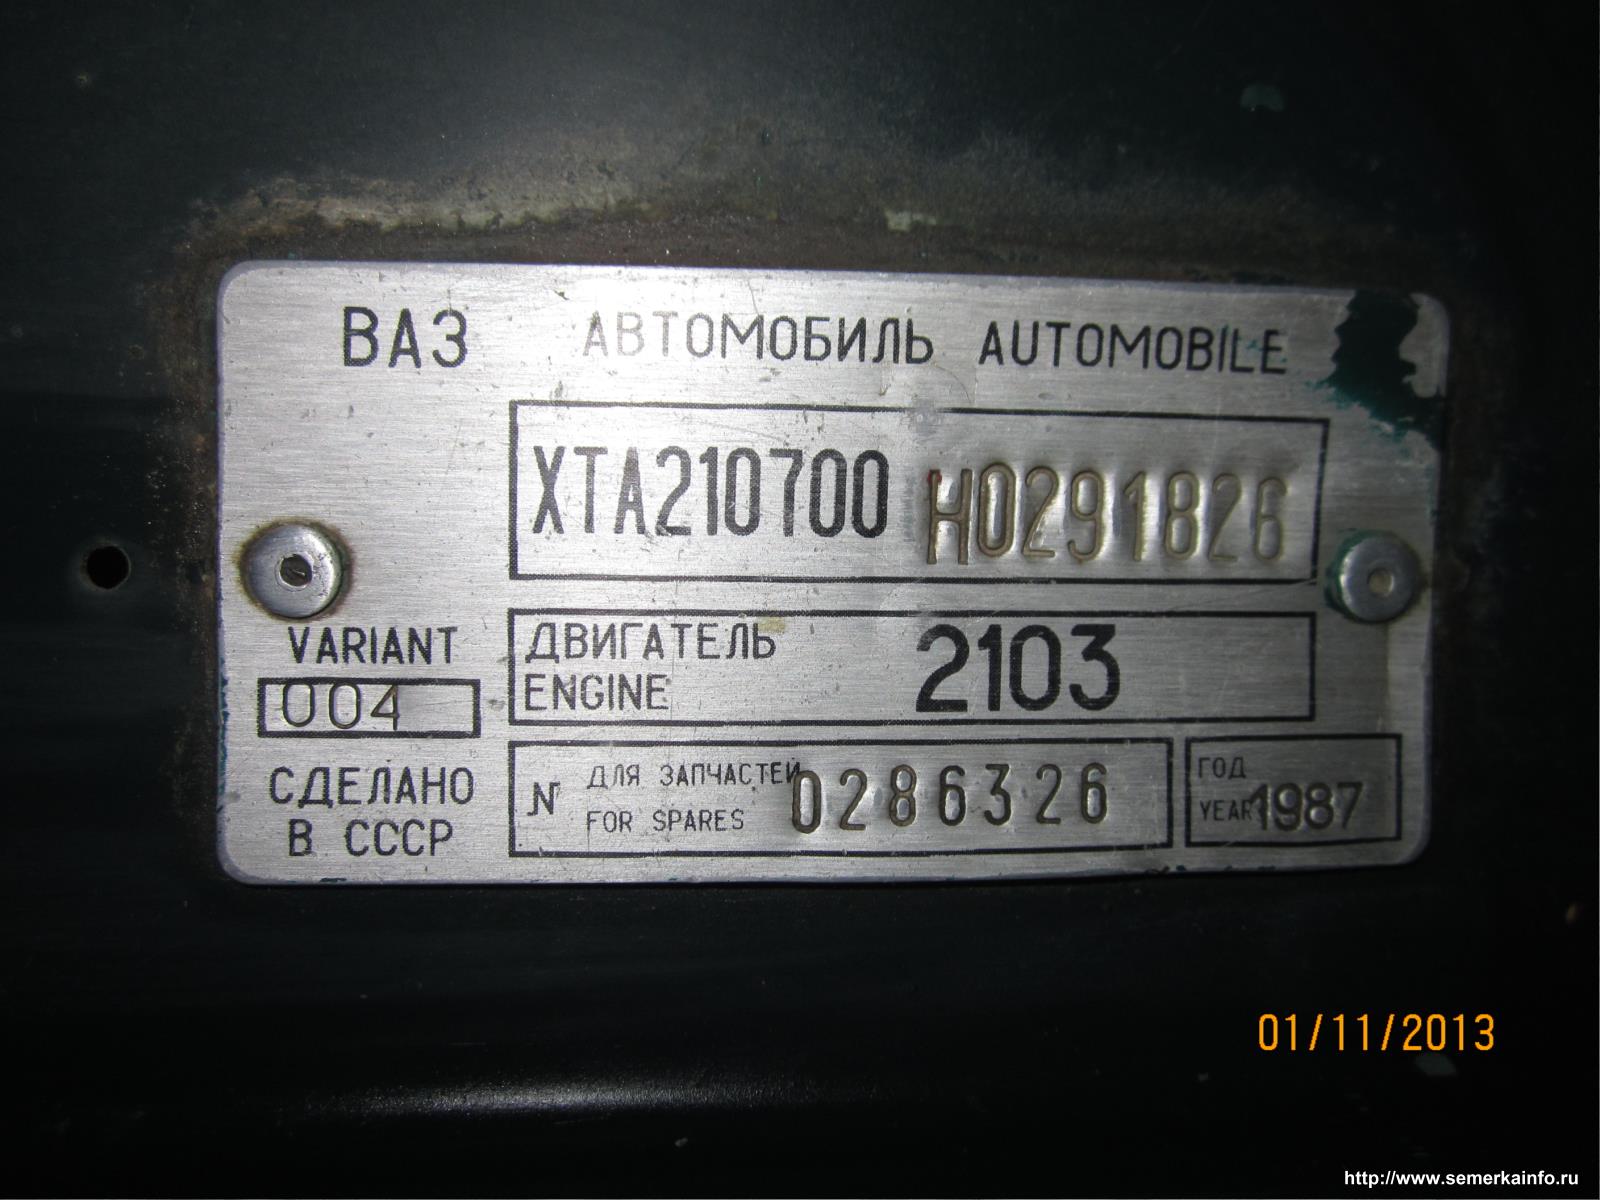 ВАЗ АВТОМОБИЛЬ AUTOMOBILE
XTA210700 H0291826
VARIANT
004
ДВИГАТЕЛЬ
ENGINE
2103
СДЕЛАНО
В СССР
N ДЛЯ ЗАПЧАСТЕЙ
FOR SPARES
0286326
ГОД
YEAR 1987
01/11/2013
http://www.semerkainfo.ru